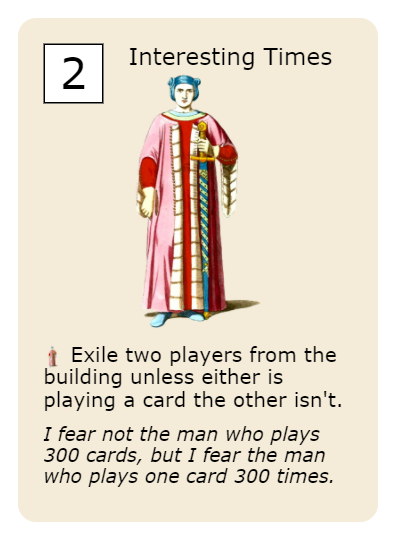 2
Interesting Times
Exile two players from the
building unless either is
playing a card the other isn't.
I fear not the man who plays
300 cards, but I fear the man
who plays one card 300 times.